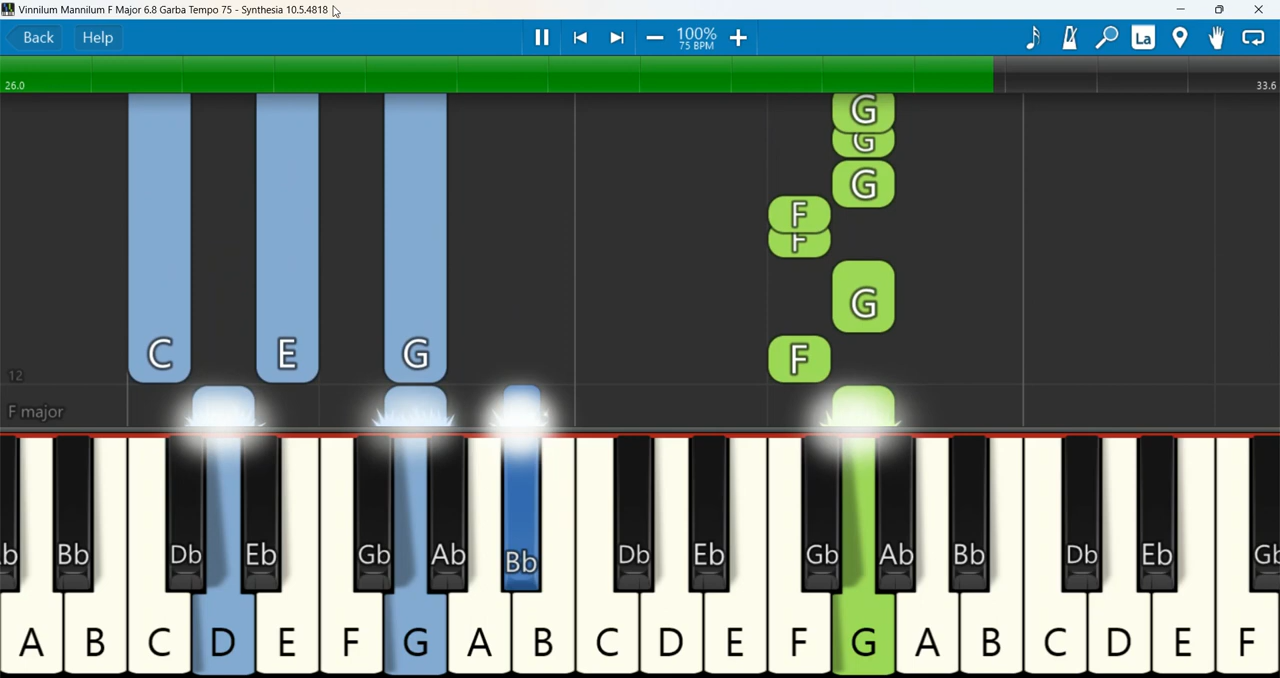 Vinnilum Mannilum F Major 6.8 Garba Tempo 75 - Synthesia 10.5.4818
Back Help 100% La
75 BPM
26.0 33.6
G
G
G
F
F
G
C E G F
12
F major
b Bb Db Eb Gb Ab Bb Db Eb Gb Ab Bb Db Eb Gb
A B C D E F G A B C D E F G A B C D E F